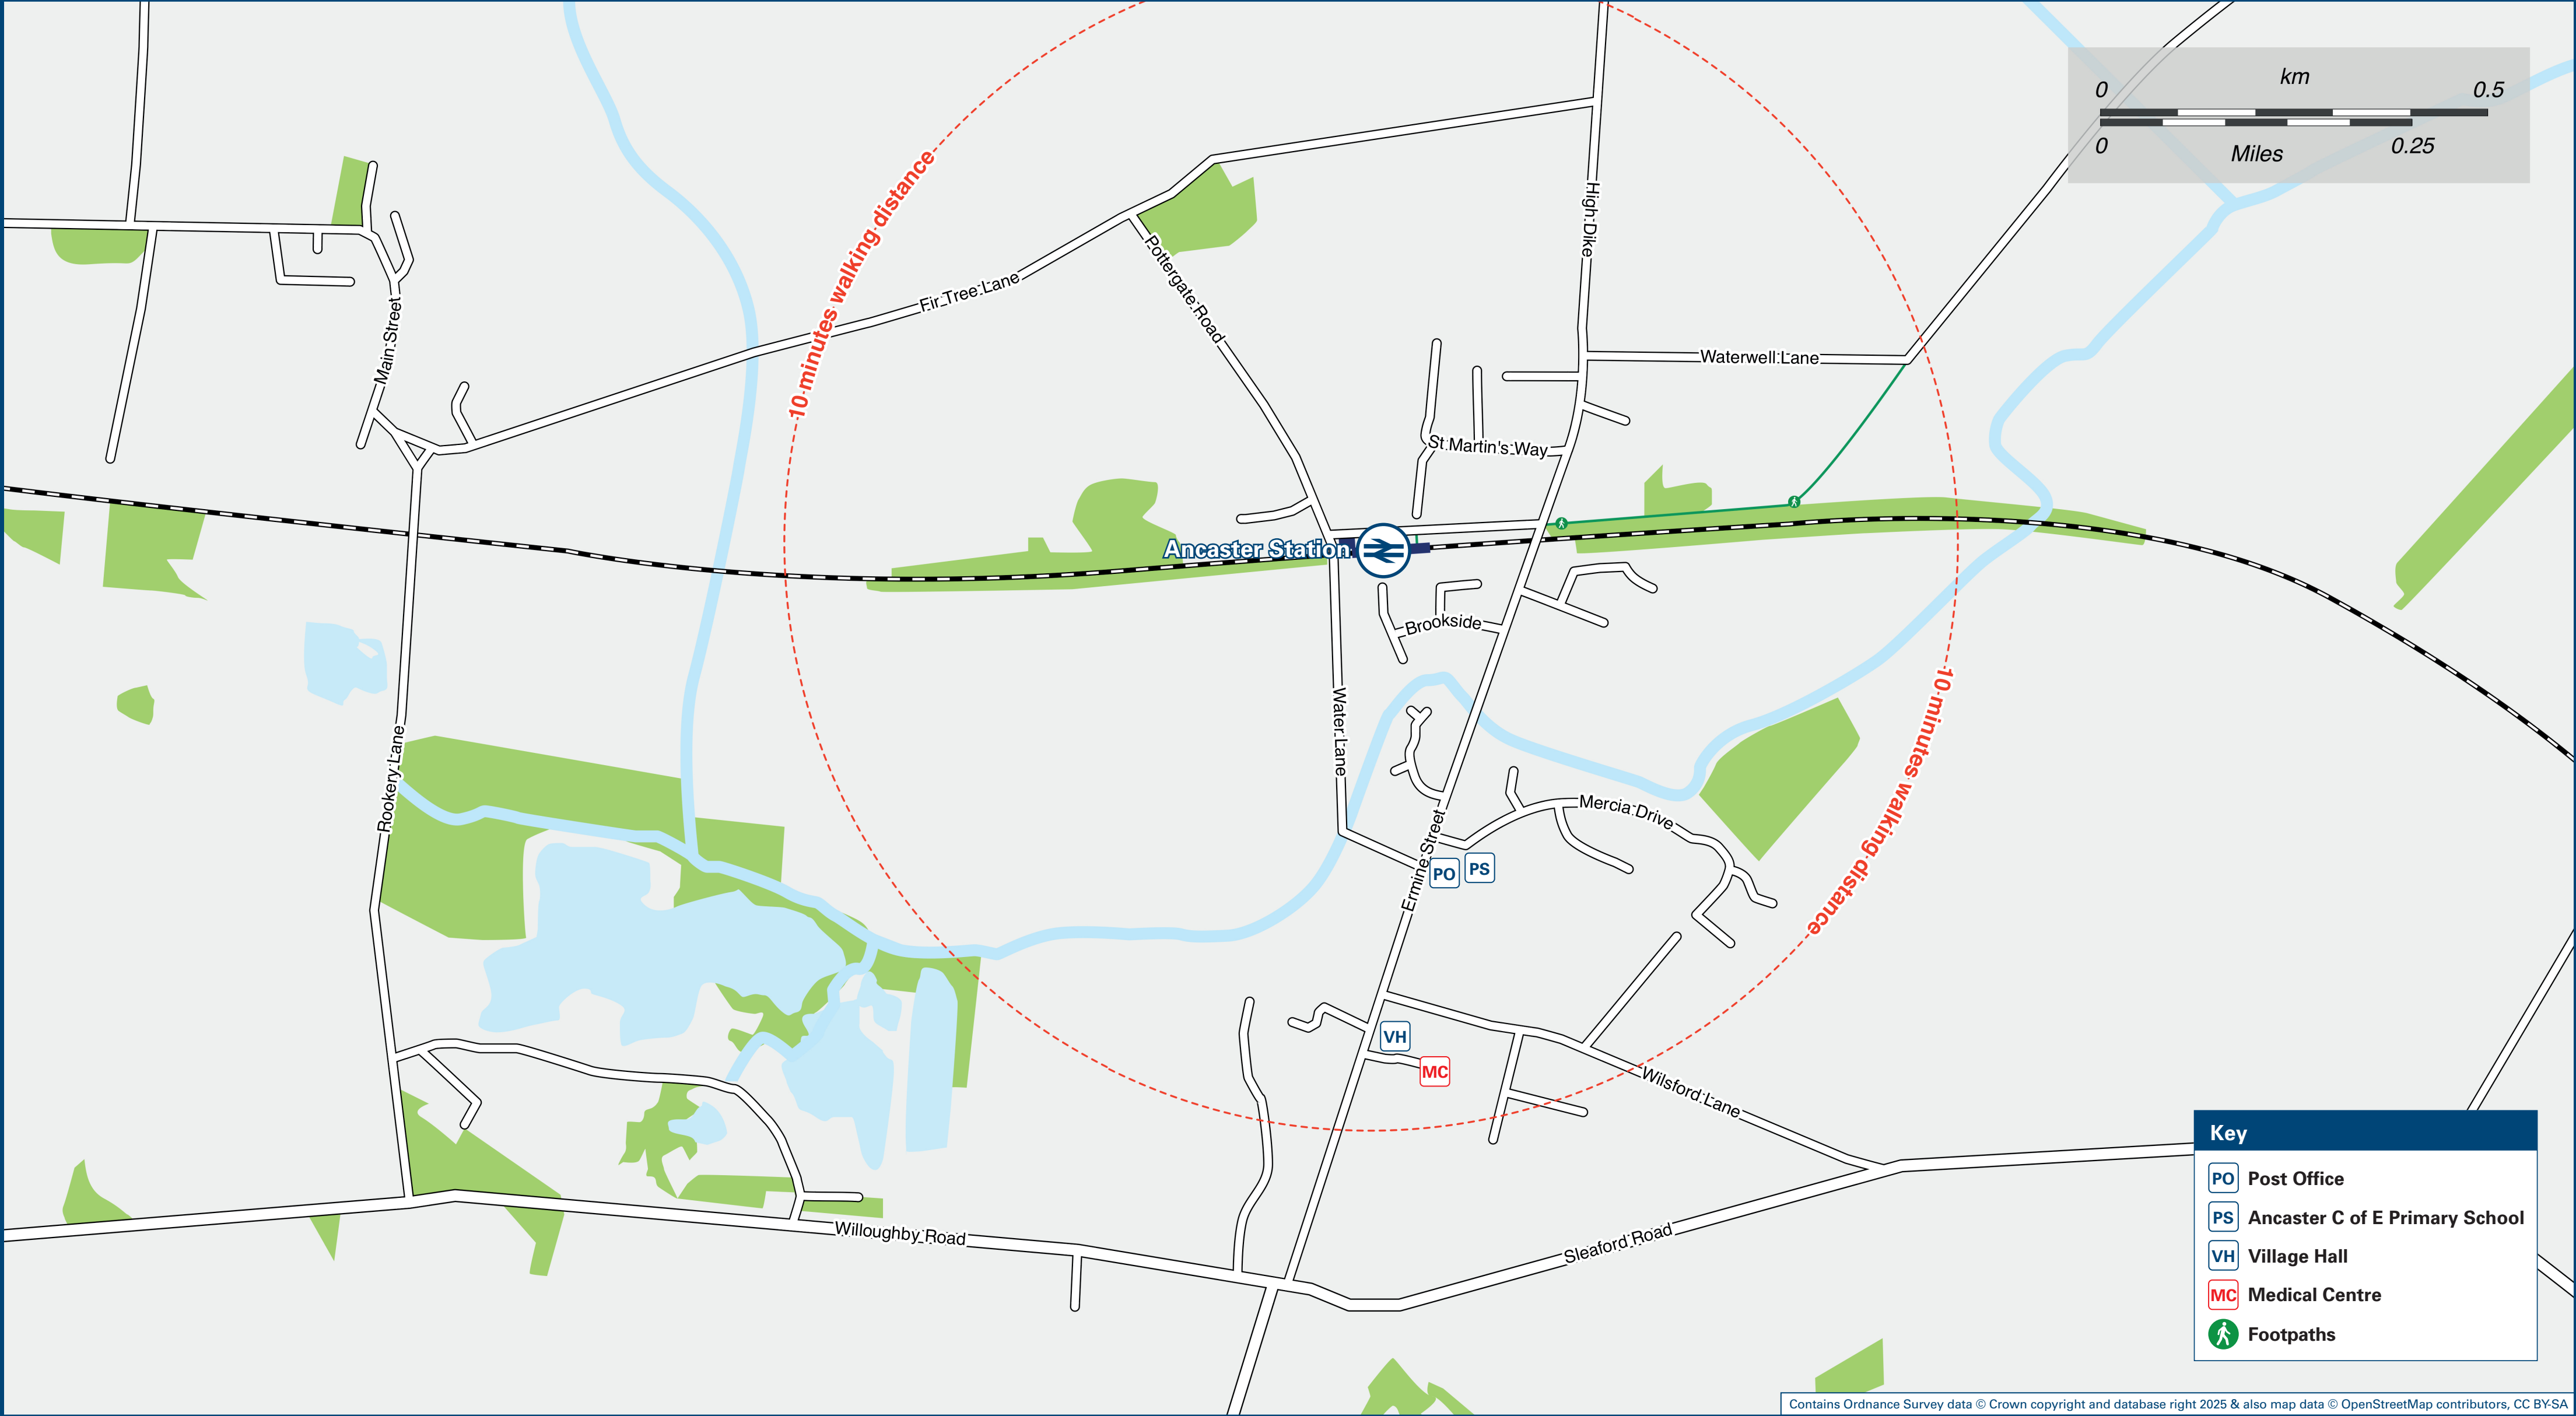 km
0
0.5
0
Miles
0.25
10 minutes walking distance
High Dike
Pottergate Road
Fir Tree Lane
Main Street
Waterwell Lane
St Martin's Way
Ancaster Station
Brookside
Water Lane
10 minutes walking distance
Rookery Lane
Mercia Drive
Ermine Street
PO
PS
VH
MC
Wilsford Lane
Willoughby Road
Sleaford Road
Key
PO Post Office
PS Ancaster C of E Primary School
VH Village Hall
MC Medical Centre
Footpaths
Contains Ordnance Survey data © Crown copyright and database right 2025 & also map data © OpenStreetMap contributors, CC BY-SA